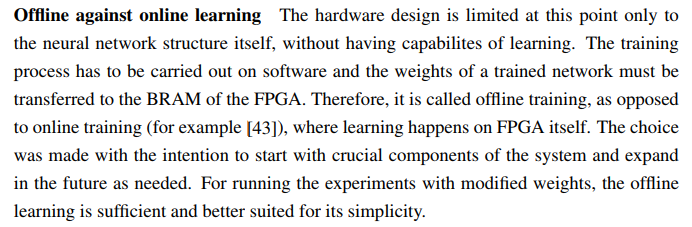 Offline against online learning The hardware design is limited at this point only to
the neural network structure itself, without having capabilites of learning. The training
process has to be carried out on software and the weights of a trained network must be
transferred to the BRAM of the FPGA. Therefore, it is called offline training, as opposed
to online training (for example [43]), where learning happens on FPGA itself. The choice
was made with the intention to start with crucial components of the system and expand
in the future as needed. For running the experiments with modified weights, the offline
learning is sufficient and better suited for its simplicity.